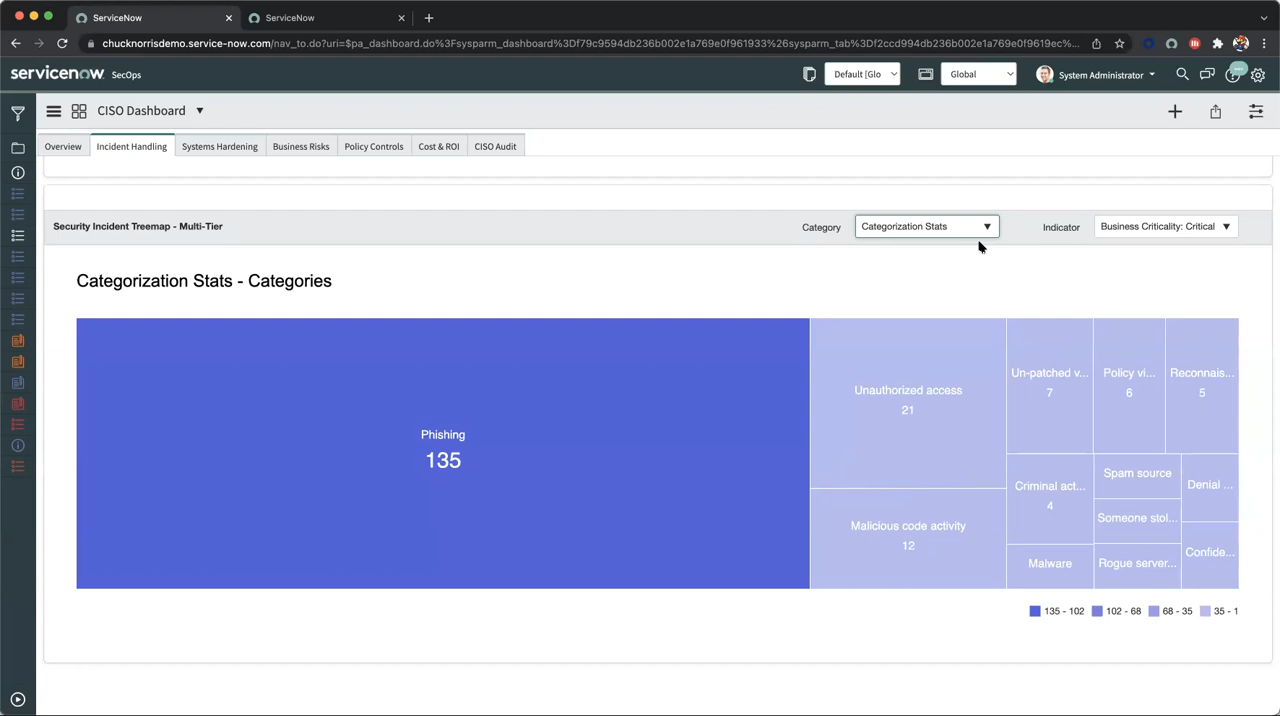 ServiceNow
ServiceNow
chucknorrisdemo.service-now.com/nav_to.do?uri=$pa_dashboard.do%3Fsysparm_dashboard%3Df79c9594db236b002e1a769e0f961933%26sysparm_tab%3Df2ccd994db236b002e1a769e0f9619ec%...
servicenow SecOps
Default [Glo
Global
System Administrator
CISO Dashboard
Overview
Incident Handling
Systems Hardening
Business Risks
Policy Controls
Cost & ROI
CISO Audit
Security Incident Treemap - Multi-Tier
Category
Categorization Stats
Indicator
Business Criticality: Critical
Categorization Stats - Categories
Phishing
135
Unauthorized access
21
Malicious code activity
12
Un-patched v...
7
Policy vi...
6
Reconnais...
5
Criminal act...
4
Malware
Spam source
Someone stol...
Rogue server...
Denial ...
Confide...
135 - 102
102 - 68
68 - 35
35 - 1